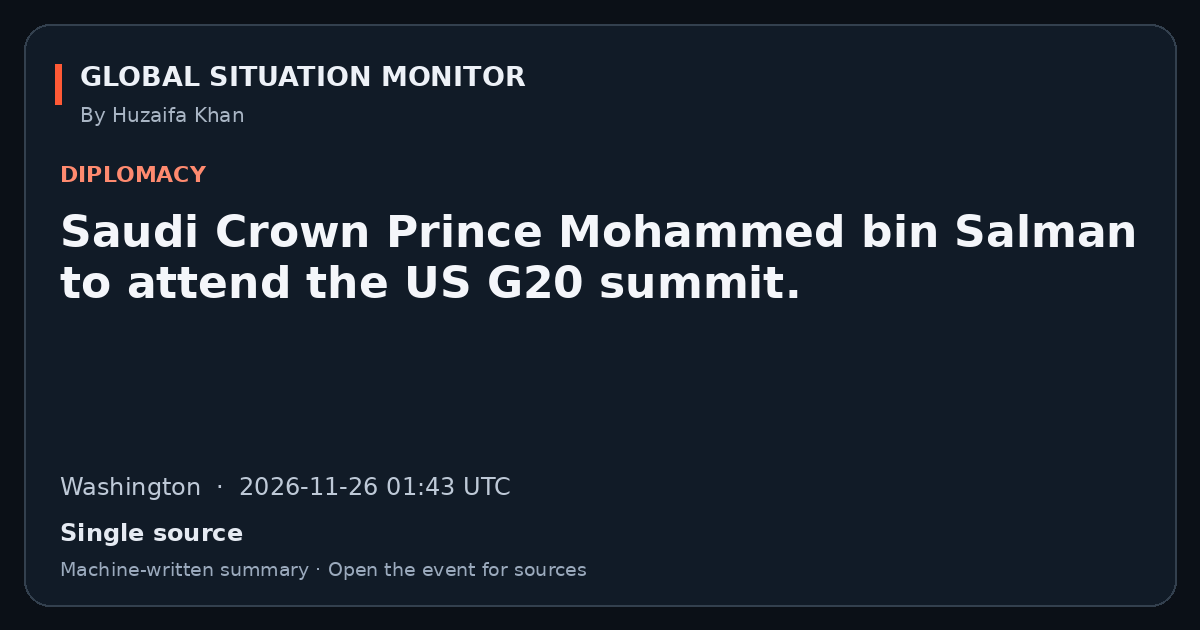 GLOBAL SITUATION MONITOR
By Huzaifa Khan
DIPLOMACY
Saudi Crown Prince Mohammed bin Salman
to attend the US G20 summit.
Washington · 2026-11-26 01:43 UTC
Single source
Machine-written summary · Open the event for sources